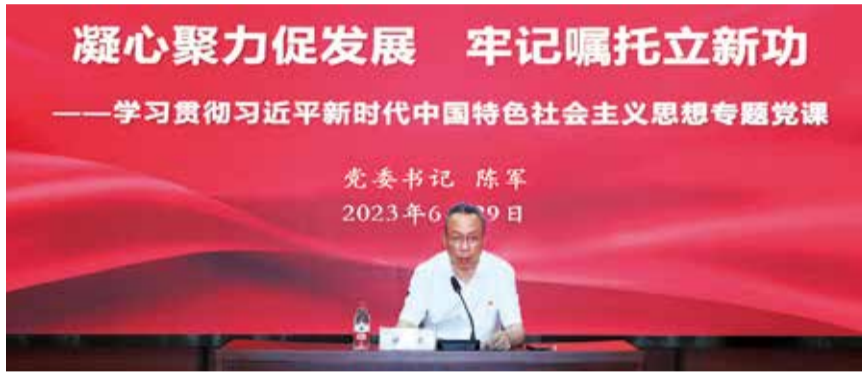 凝心聚力促发展 牢记嘱托立新功
——学习贯彻习近平新时代中国特色社会主义思想专题党课
党委书记 陈军
2023年6 29日